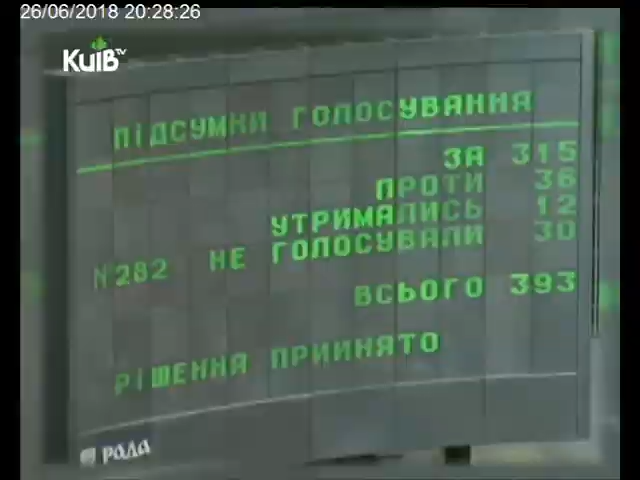 26/06/2018 20:28:26
КиїВ TV
ПІДСУМКИ ГОЛОСУВАННЯ
ЗА 315
ПРОТИ 36
УТРИМАЛИСЬ 12
N282 НЕ ГОЛОСУВАЛИ 30
ВСЬОГО 393
РІШЕННЯ ПРИИНЯТО
РАДА